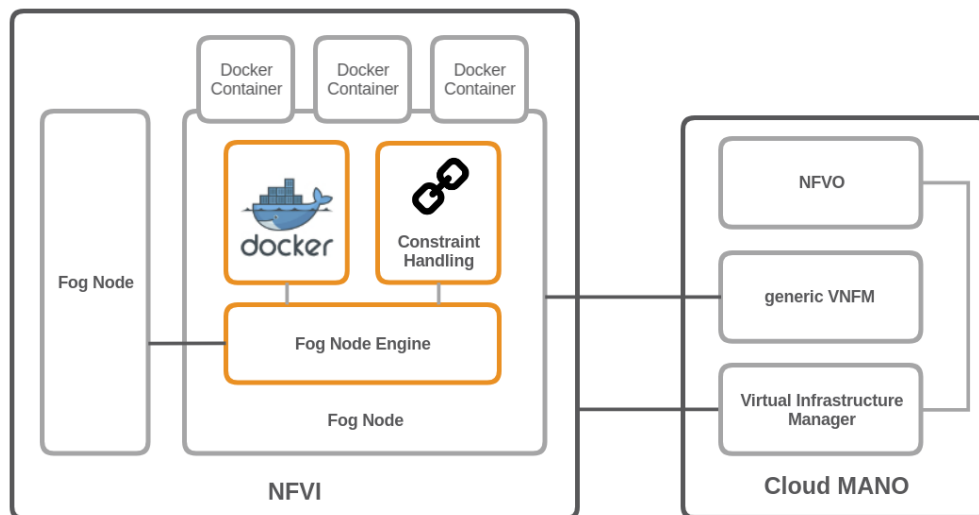 Docker
Container
Docker
Container
Docker
Container
Fog Node
docker
Constraint
Handling
Fog Node Engine
Fog Node
NFVI
NFVO
generic VNFM
Virtual Infrastructure
Manager
Cloud MANO